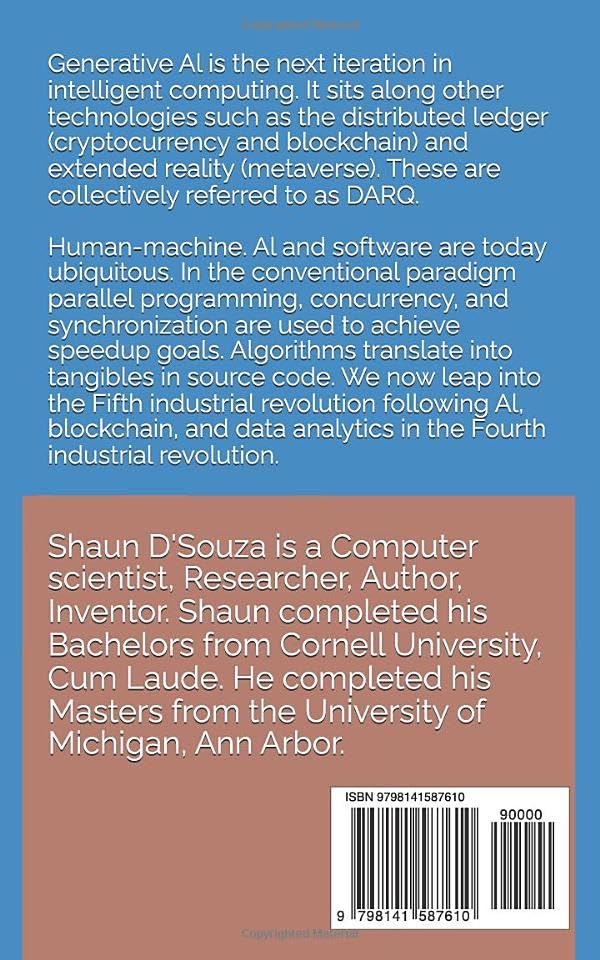 Copyrighted Material
Generative AI is the next iteration in
intelligent computing. It sits along other
technologies such as the distributed ledger
(cryptocurrency and blockchain) and
extended reality (metaverse). These are
collectively referred to as DARQ.
Human-machine. AI and software are today
ubiquitous. In the conventional paradigm
parallel programming, concurrency, and
synchronization are used to achieve
speedup goals. Algorithms translate into
tangibles in source code. We now leap into
the Fifth industrial revolution following AI,
blockchain, and data analytics in the Fourth
industrial revolution.
Shaun D'Souza is a Computer
scientist, Researcher, Author,
Inventor. Shaun completed his
Bachelors from Cornell University,
Cum Laude. He completed his
Masters from the University of
Michigan, Ann Arbor.
ISBN 9798141587610
90000
9 798141 587610
Copyrighted Material